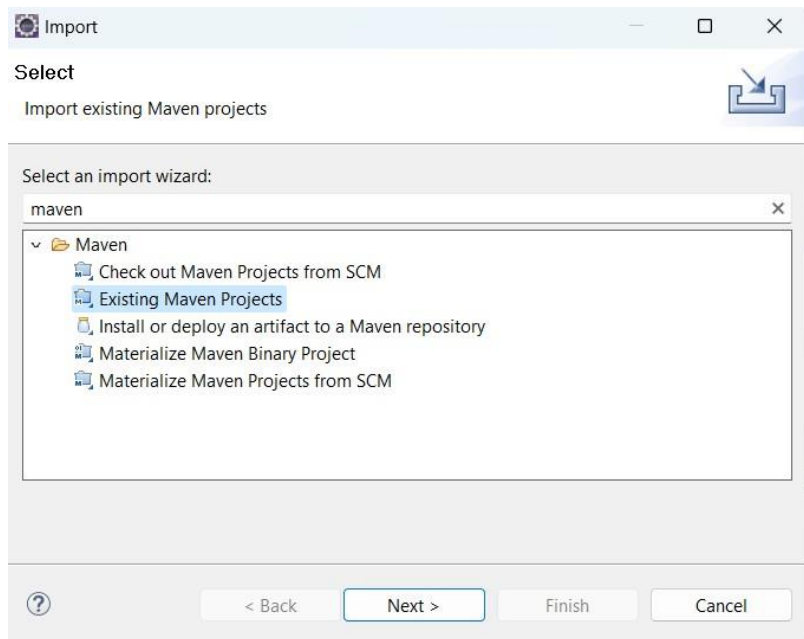 Import
Select
Import existing Maven projects
Select an import wizard:
maven
Maven
Check out Maven Projects from SCM
Existing Maven Projects
Install or deploy an artifact to a Maven repository
Materialize Maven Binary Project
Materialize Maven Projects from SCM
< Back Next > Finish Cancel